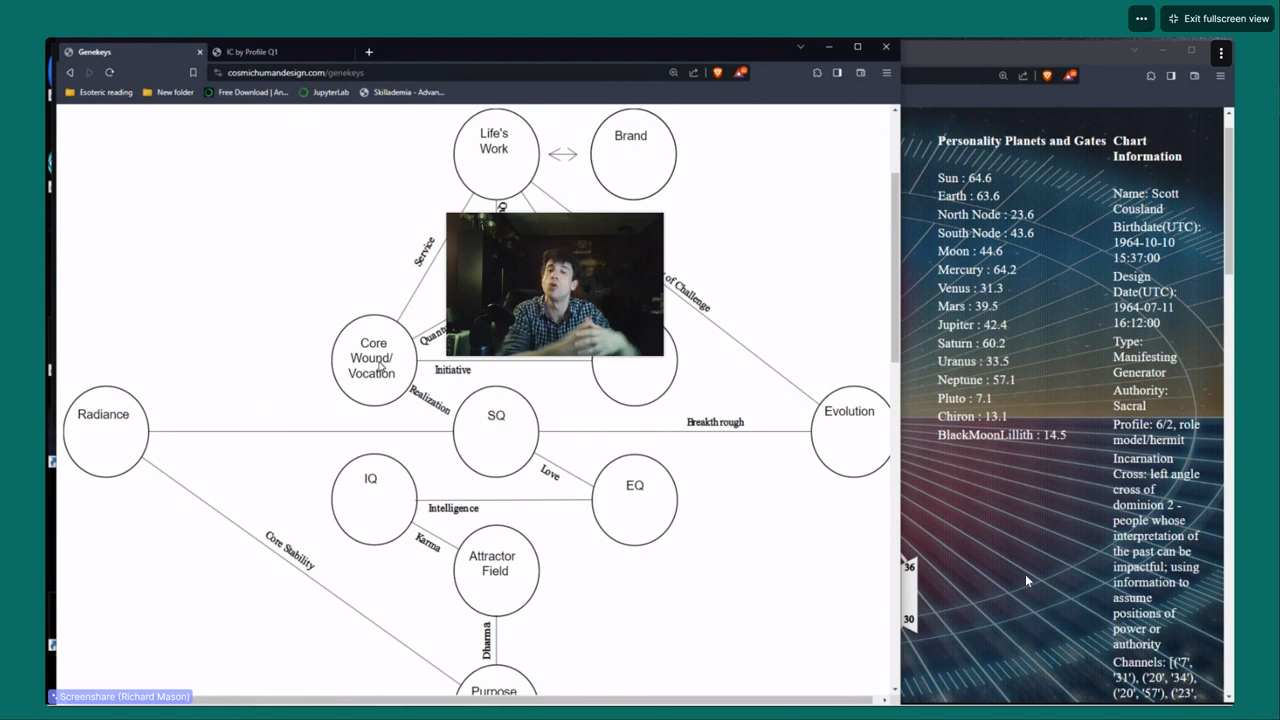 Exit fullscreen view
Genekeys
IC by Profile Q1
cosmichumandesign.com/genekeys
Esoteric reading
New folder
Free Download | An...
JupyterLab
Skillademia - Advan...
Life's
Work
Brand
Service
of Challenge
Core
Wound/
Vocation
Initiative
Realization
Radiance
SQ
Breakthrough
Evolution
Love
IQ
EQ
Intelligence
Karma
Attractor
Field
Core Stability
Dharma
Purpose
Screenshare (Richard Mason)
36
30
Personality Planets and Gates
Sun : 64.6
Earth : 63.6
North Node : 23.6
South Node : 43.6
Moon : 44.6
Mercury : 64.2
Venus : 31.3
Mars : 39.5
Jupiter : 42.4
Saturn : 60.2
Uranus : 33.5
Neptune : 57.1
Pluto : 7.1
Chiron : 13.1
BlackMoonLillith : 14.5
Chart
Information
Name: Scott
Cousland
Birthdate(UTC):
1964-10-10
15:37:00
Design
Date(UTC):
1964-07-11
16:12:00
Type:
Manifesting
Generator
Authority:
Sacral
Profile: 6/2, role
model/hermit
Incarnation
Cross: left angle
cross of
dominion 2 -
people whose
interpretation of
the past can be
impactful; using
information to
assume
positions of
power or
authority
Channels: [('7',
'31'), ('20', '34')
('20', '57'), ('23',